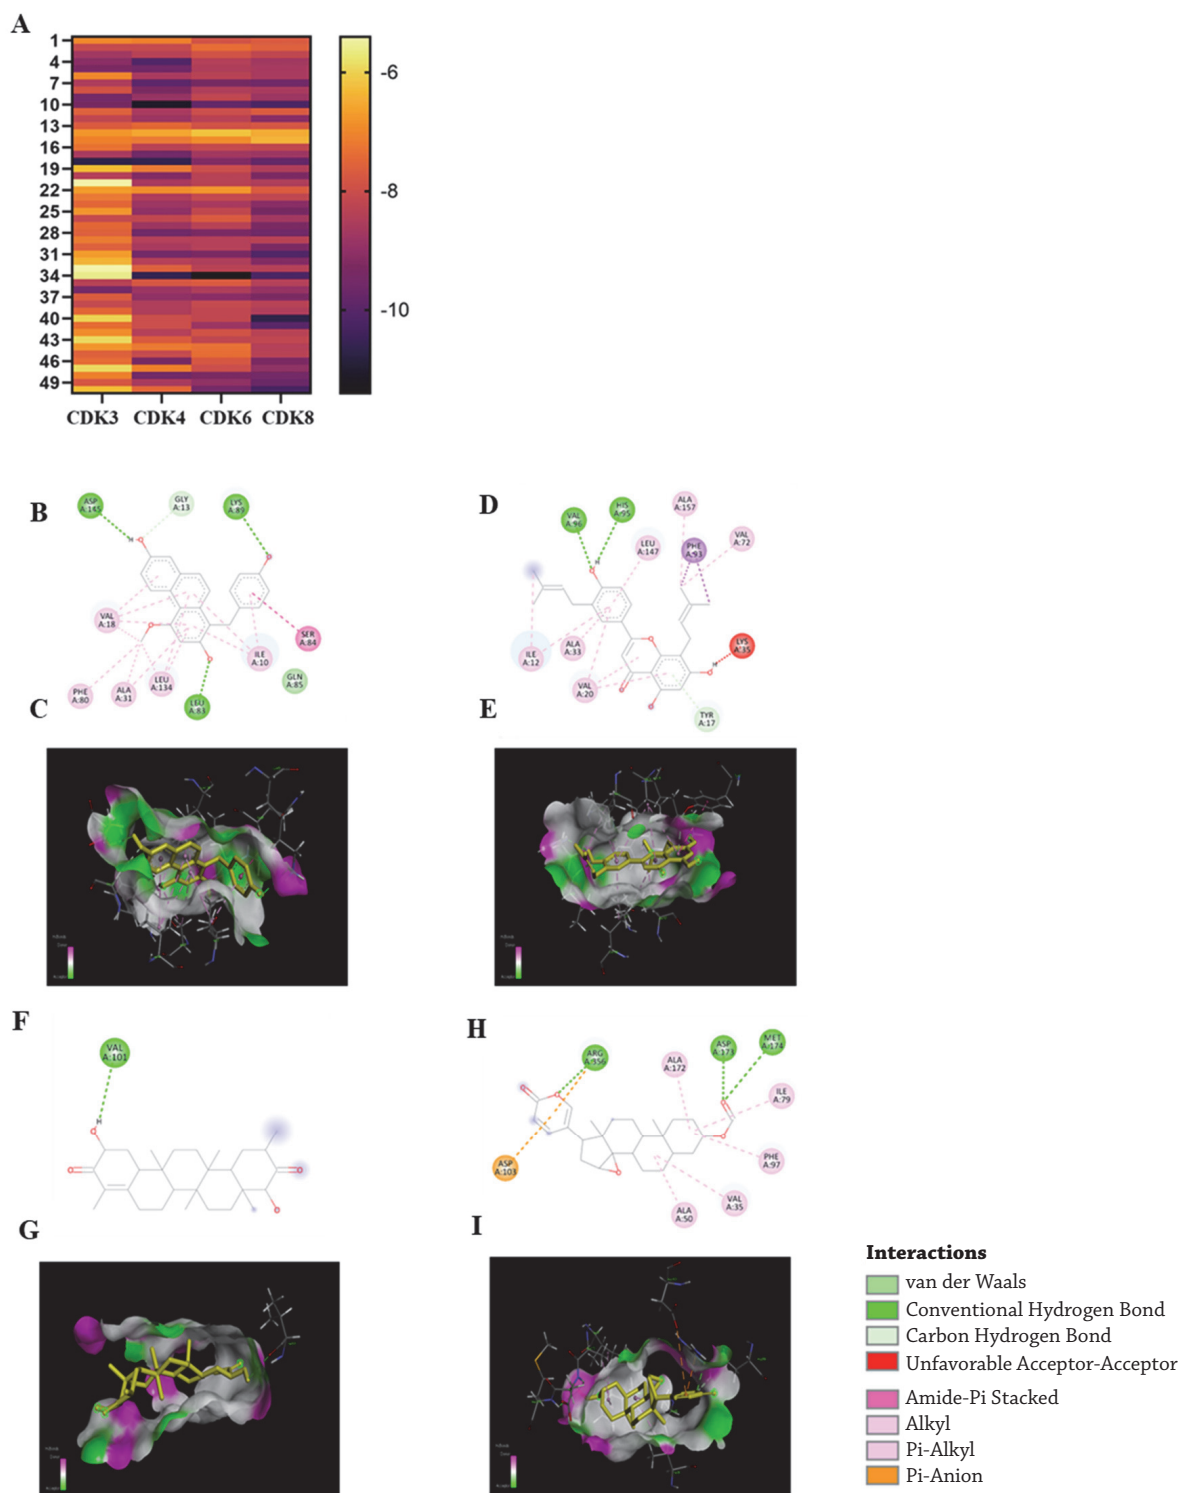 A
1
4
7
10
13
16
19
22
25
28
31
34
37
40
43
46
49
CDK3 CDK4 CDK6 CDK8
-6
-8
-10
B
ASP
A:145
GLY
A:13
LYS
A:89
H
VAL
A:18
SER
A:84
ILE
A:10
GLN
A:85
PHE
A:80
ALA
A:31
LEU
A:134
LEU
A:83
D
VAL
A:96
HIS
A:95
ALA
A:157
LEU
A:147
PHE
A:93
VAL
A:72
H
LYS
A:35
H
ILE
A:12
ALA
A:33
VAL
A:20
TYR
A:17
C
E
F
VAL
A:101
H
H
ARG
A:356
ALA
A:172
ASP
A:173
MET
A:174
ILE
A:79
PHE
A:97
ASP
A:103
ALA
A:50
VAL
A:35
G
I
Interactions
van der Waals
Conventional Hydrogen Bond
Carbon Hydrogen Bond
Unfavorable Acceptor-Acceptor
Amide-Pi Stacked
Alkyl
Pi-Alkyl
Pi-Anion